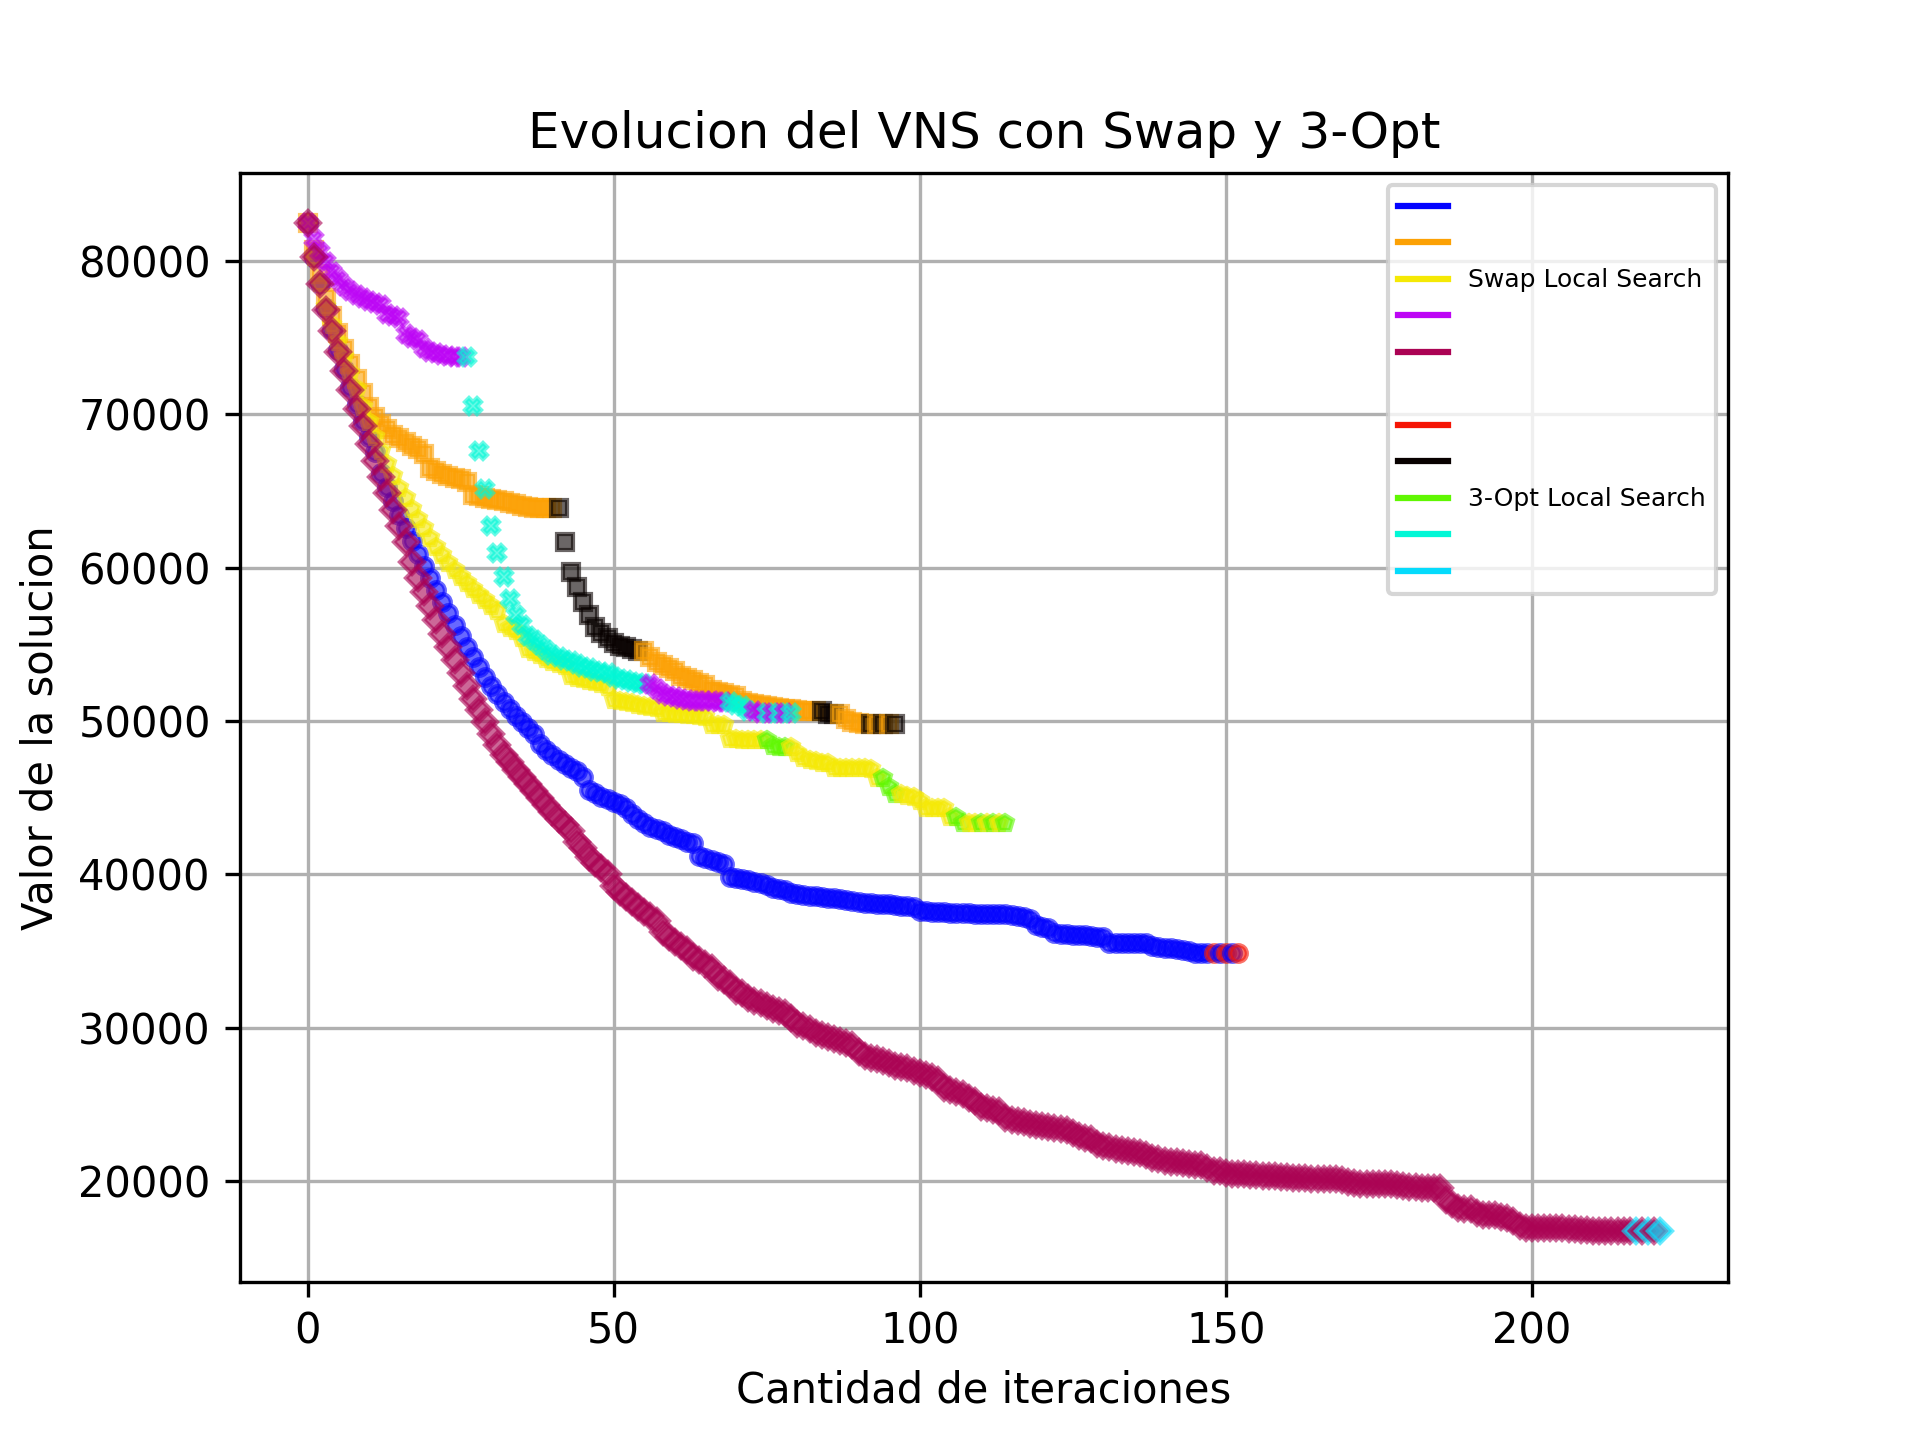 Evolucion del VNS con Swap y 3-Opt
Valor de la solucion
80000
70000
60000
50000
40000
30000
20000
Swap Local Search
3-Opt Local Search
0 50 100 150 200
Cantidad de iteraciones